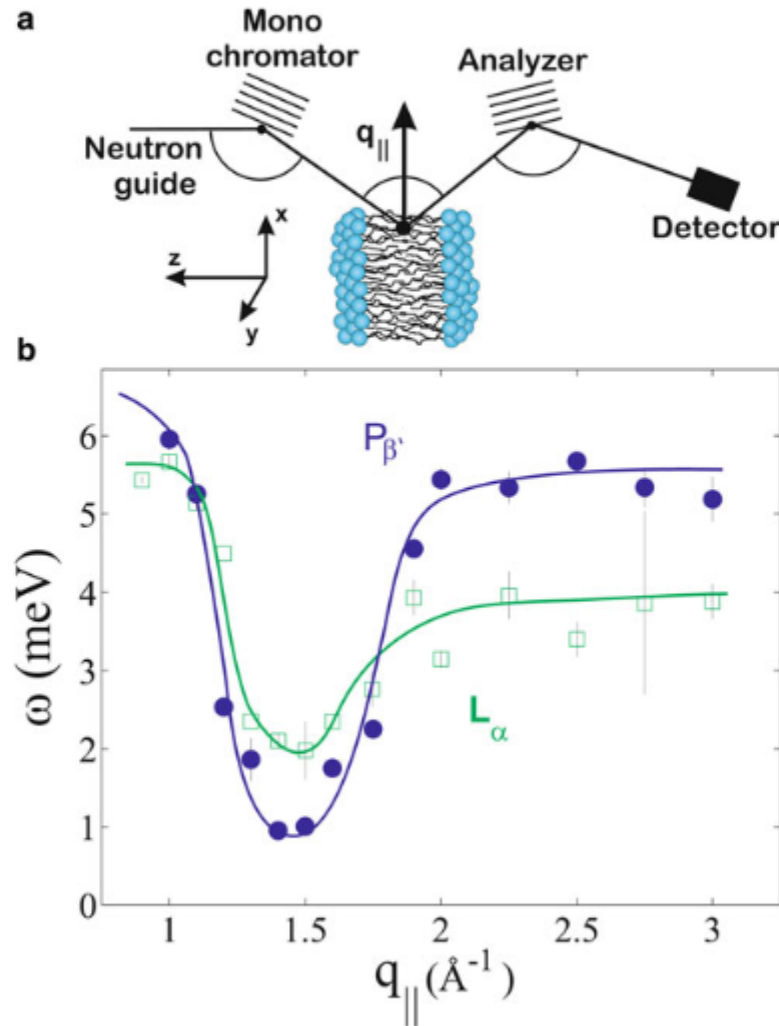 a
Mono
chromator
Analyzer
Neutron
guide
q||
Detector
x
z
y
b
Pβ`
Lα
ω (meV)
6
5
4
3
2
1
0
1
1.5
2
2.5
3
q|| (Å⁻¹)